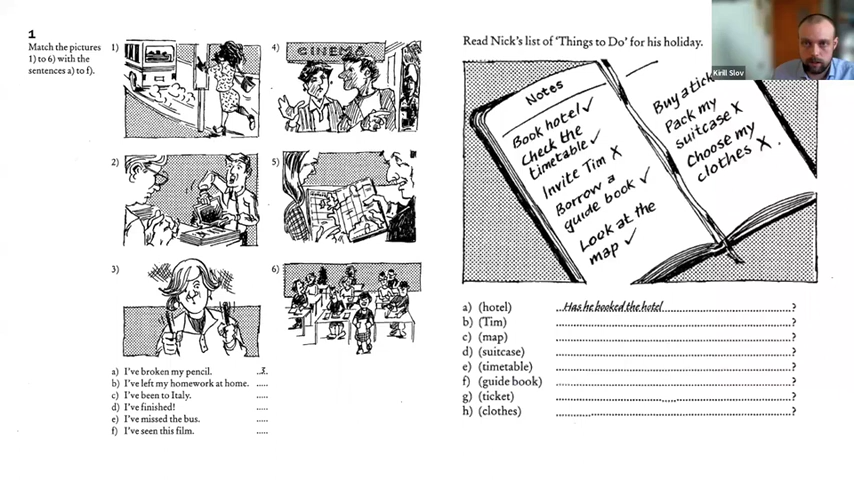 1
Match the pictures
1) to 6) with the
sentences a) to f).
1)
2)
3)
4)
CINEMA
5)
6)
a) I've broken my pencil. ..3..
b) I've left my homework at home. .....
c) I've been to Italy. .....
d) I've finished! .....
e) I've missed the bus. .....
f) I've seen this film. .....
Read Nick's list of 'Things to Do' for his holiday.
Notes
Book hotel ✓
Check the
timetable ✓
Invite Tim X
Borrow a
guide book ✓
Look at the
map ✓
Buy a
Pack my
suitcase X
Choose my
clothes X.
a) (hotel) Has he booked the hotel ?
b) (Tim) ?
c) (map) ?
d) (suitcase) ?
e) (timetable) ?
f) (guide book) ?
g) (ticket) ?
h) (clothes) ?
Kirill Slov